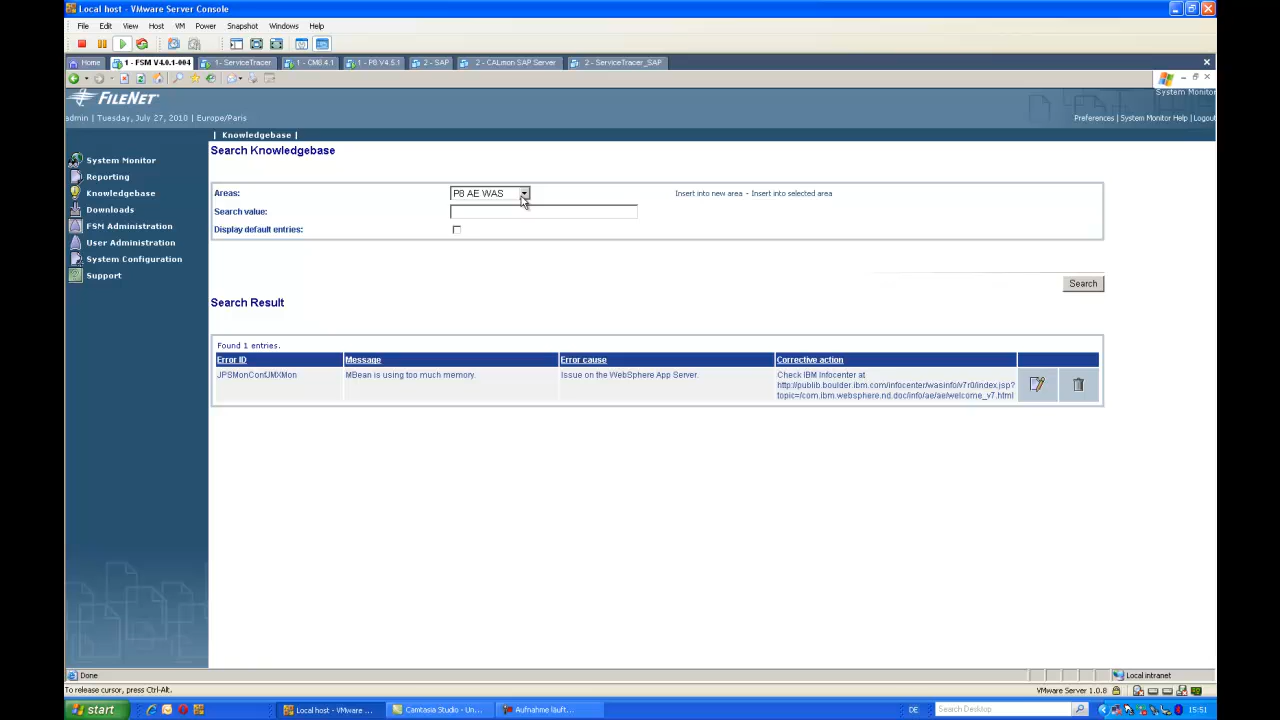 Local host - VMware Server Console
File Edit View Host VM Power Snapshot Windows Help
Home 1 - FSM V4.0.1-004 1- ServiceTracer 1 - CM8.4.1 1 - P8 V4.5.1 2 - SAP 2 - CALmon SAP Server 2 - ServiceTracer_SAP
FILENET
System Monitor
admin | Tuesday, July 27, 2010 | Europe/Paris
Preferences | System Monitor Help | Logout
| Knowledgebase |
Search Knowledgebase
System Monitor
Reporting
Knowledgebase
Downloads
FSM Administration
User Administration
System Configuration
Support
Areas: P8 AE WAS Insert into new area - Insert into selected area
Search value:
Display default entries:
Search
Search Result
Found 1 entries.
Error ID Message Error cause Corrective action
JPSMonConfJMXMon MBean is using too much memory. Issue on the WebSphere App Server. Check IBM Infocenter at
http://publib.boulder.ibm.com/infocenter/wasinfo/v7r0/index.jsp?
topic=/com.ibm.websphere.nd.doc/info/ae/ae/welcome_v7.html
Done Local intranet
To release cursor, press Ctrl-Alt. VMware Server 1.0.8
start Local host - VMware ... Camtasia Studio - Un... Aufnahme läuft... DE Search Desktop 15:51